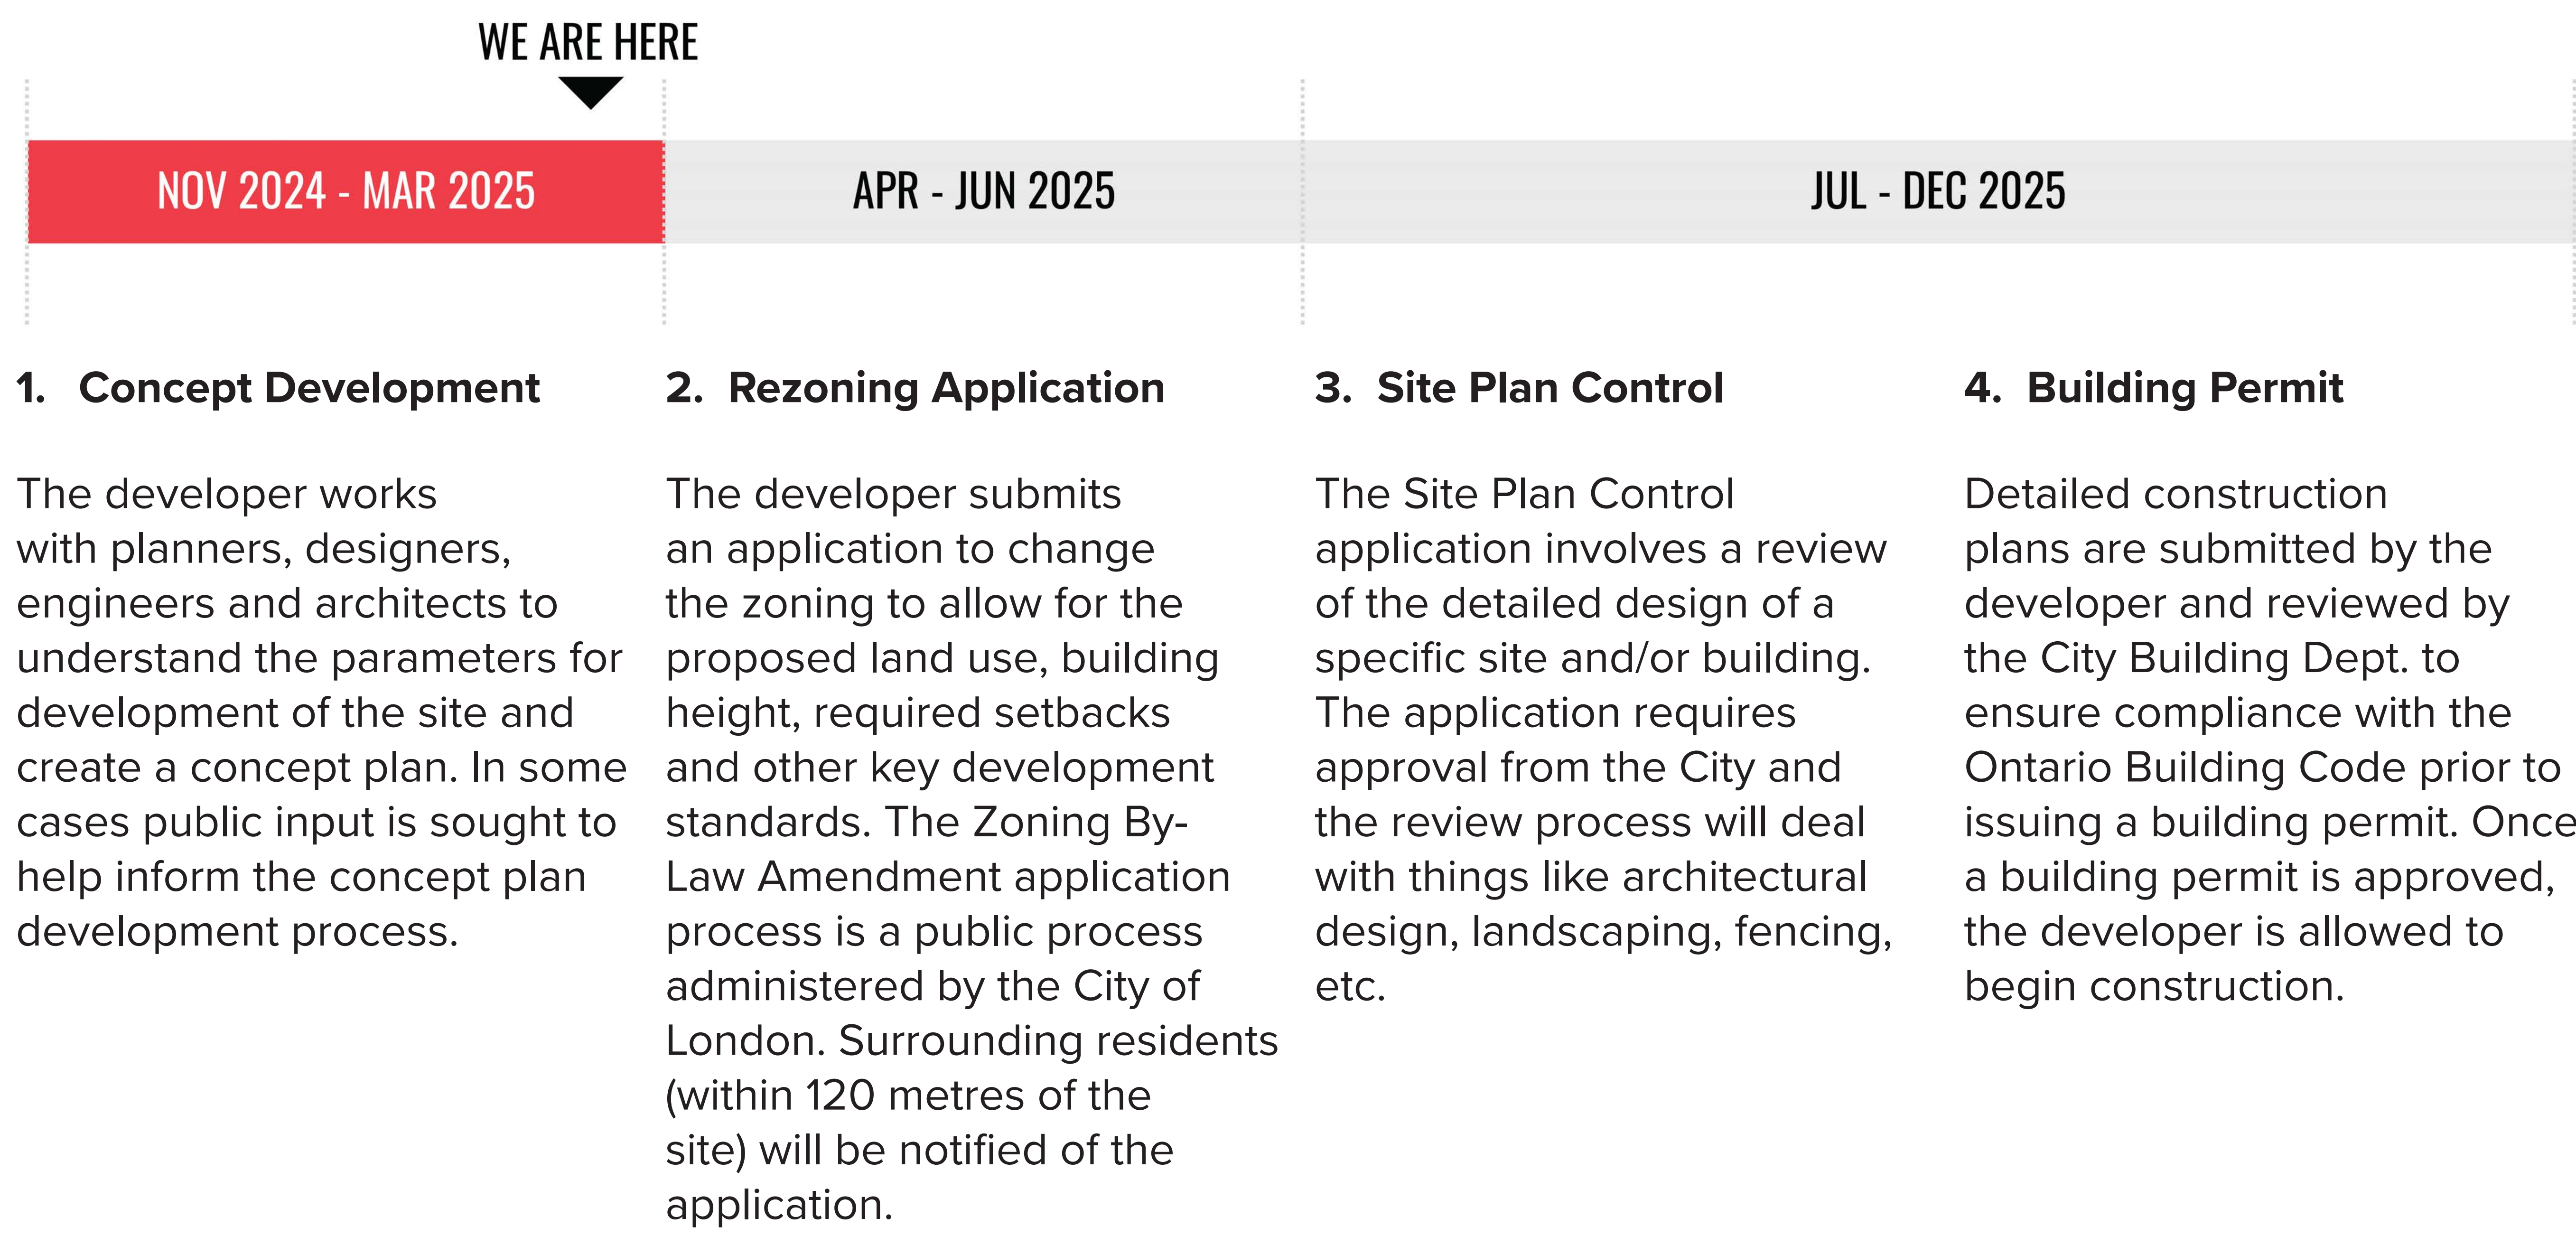 WE ARE HERE
NOV 2024 - MAR 2025
APR - JUN 2025
JUL - DEC 2025
1. Concept Development
The developer works
with planners, designers,
engineers and architects to
understand the parameters for
development of the site and
create a concept plan. In some
cases public input is sought to
help inform the concept plan
development process.
2. Rezoning Application
The developer submits
an application to change
the zoning to allow for the
proposed land use, building
height, required setbacks
and other key development
standards. The Zoning By-
Law Amendment application
process is a public process
administered by the City of
London. Surrounding residents
(within 120 metres of the
site) will be notified of the
application.
3. Site Plan Control
The Site Plan Control
application involves a review
of the detailed design of a
specific site and/or building.
The application requires
approval from the City and
the review process will deal
with things like architectural
design, landscaping, fencing,
etc.
4. Building Permit
Detailed construction
plans are submitted by the
developer and reviewed by
the City Building Dept. to
ensure compliance with the
Ontario Building Code prior to
issuing a building permit. Once
a building permit is approved,
the developer is allowed to
begin construction.